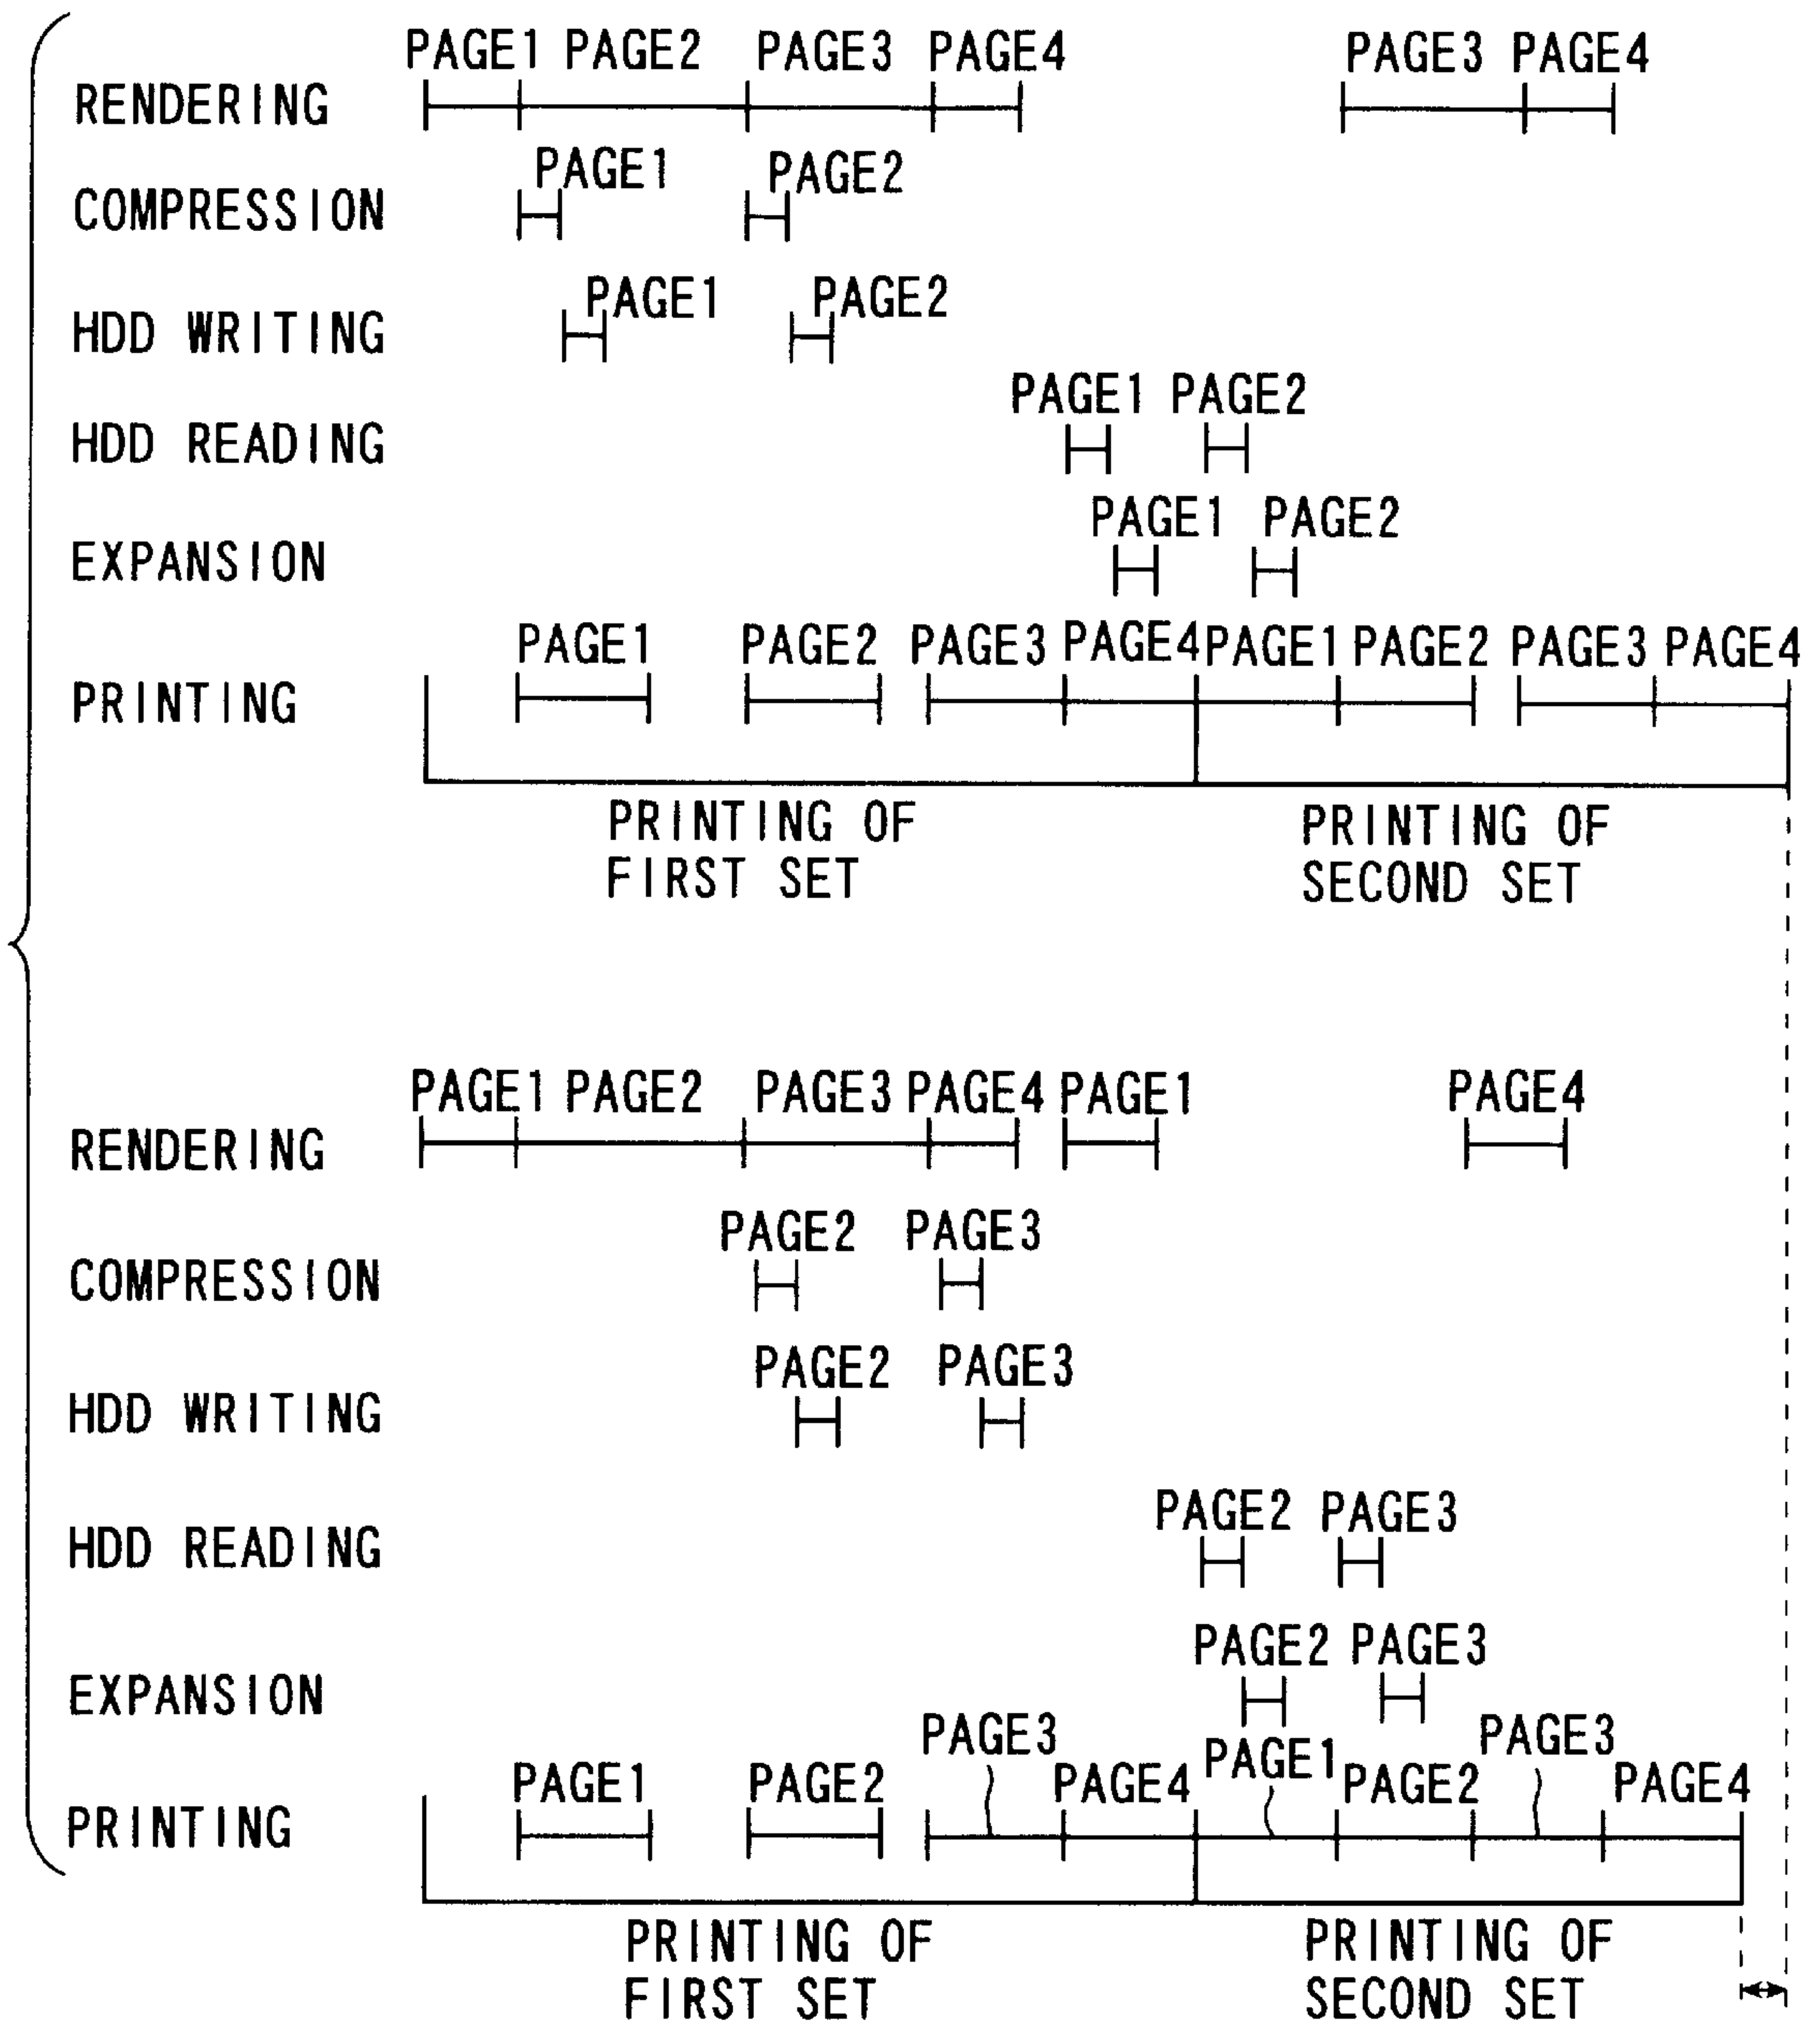 PAGE1 PAGE2 PAGE3 PAGE4 PAGE3 PAGE4
RENDERING
PAGE1 PAGE2
COMPRESSION
PAGE1 PAGE2
HDD WRITING
PAGE1 PAGE2
HDD READING
PAGE1 PAGE2
EXPANSION
PAGE1 PAGE2 PAGE3 PAGE4 PAGE1 PAGE2 PAGE3 PAGE4
PRINTING
PRINTING OF
FIRST SET
PRINTING OF
SECOND SET
PAGE1 PAGE2 PAGE3 PAGE4 PAGE1 PAGE4
RENDERING
PAGE2 PAGE3
COMPRESSION
PAGE2 PAGE3
HDD WRITING
PAGE2 PAGE3
HDD READING
PAGE2 PAGE3
EXPANSION
PAGE1 PAGE2 PAGE3 PAGE4 PAGE1 PAGE2 PAGE3 PAGE4
PRINTING
PRINTING OF
FIRST SET
PRINTING OF
SECOND SET